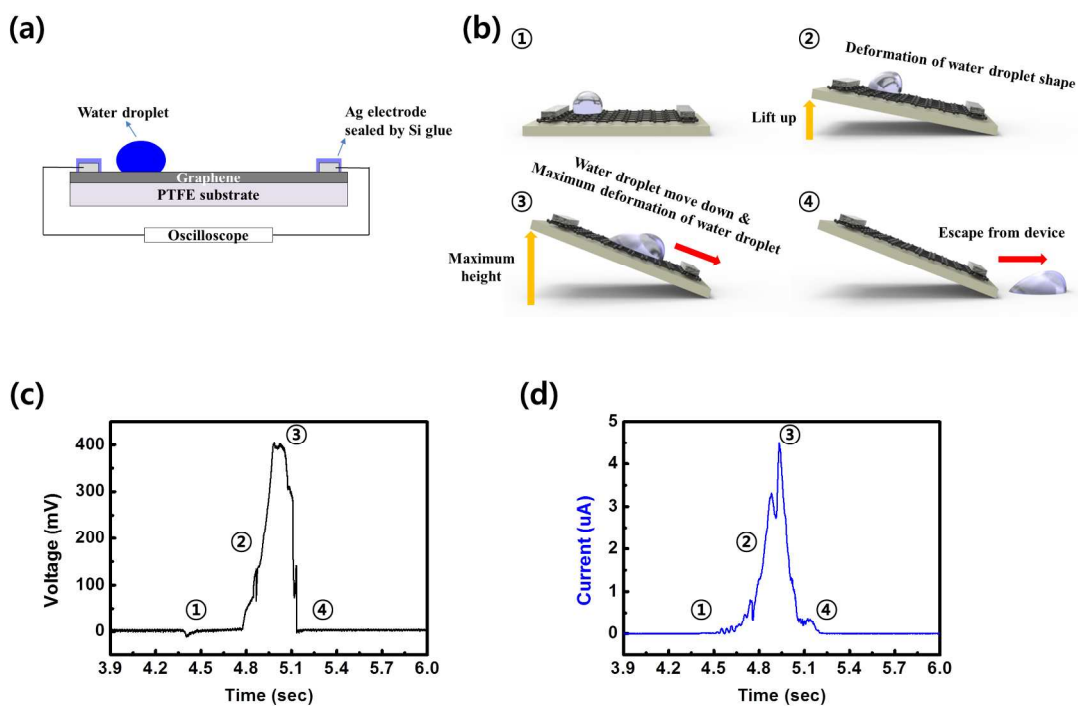 (a)
Water droplet
Ag electrode
sealed by Si glue
Graphene
PTFE substrate
Oscilloscope
(b)
①
②
Deformation of water droplet shape
Lift up
③
Water droplet move down &
Maximum deformation of water droplet
Maximum
height
④
Escape from device
(c)
Voltage (mV)
400
300
200
100
0
①
②
③
④
3.9 4.2 4.5 4.8 5.1 5.4 5.7 6.0
Time (sec)
(d)
Current (uA)
5
4
3
2
1
0
①
②
③
④
3.9 4.2 4.5 4.8 5.1 5.4 5.7 6.0
Time (sec)